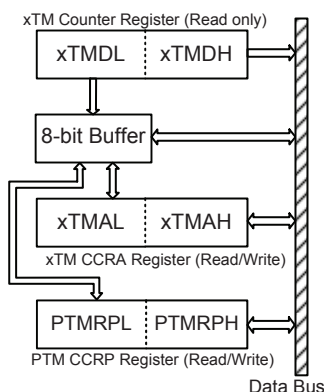 xTM Counter Register (Read only)
xTMDL xTMDH
8-bit Buffer
xTMAL xTMAH
xTM CCRA Register (Read/Write)
PTMRPL PTMRPH
PTM CCRP Register (Read/Write)
Data Bus